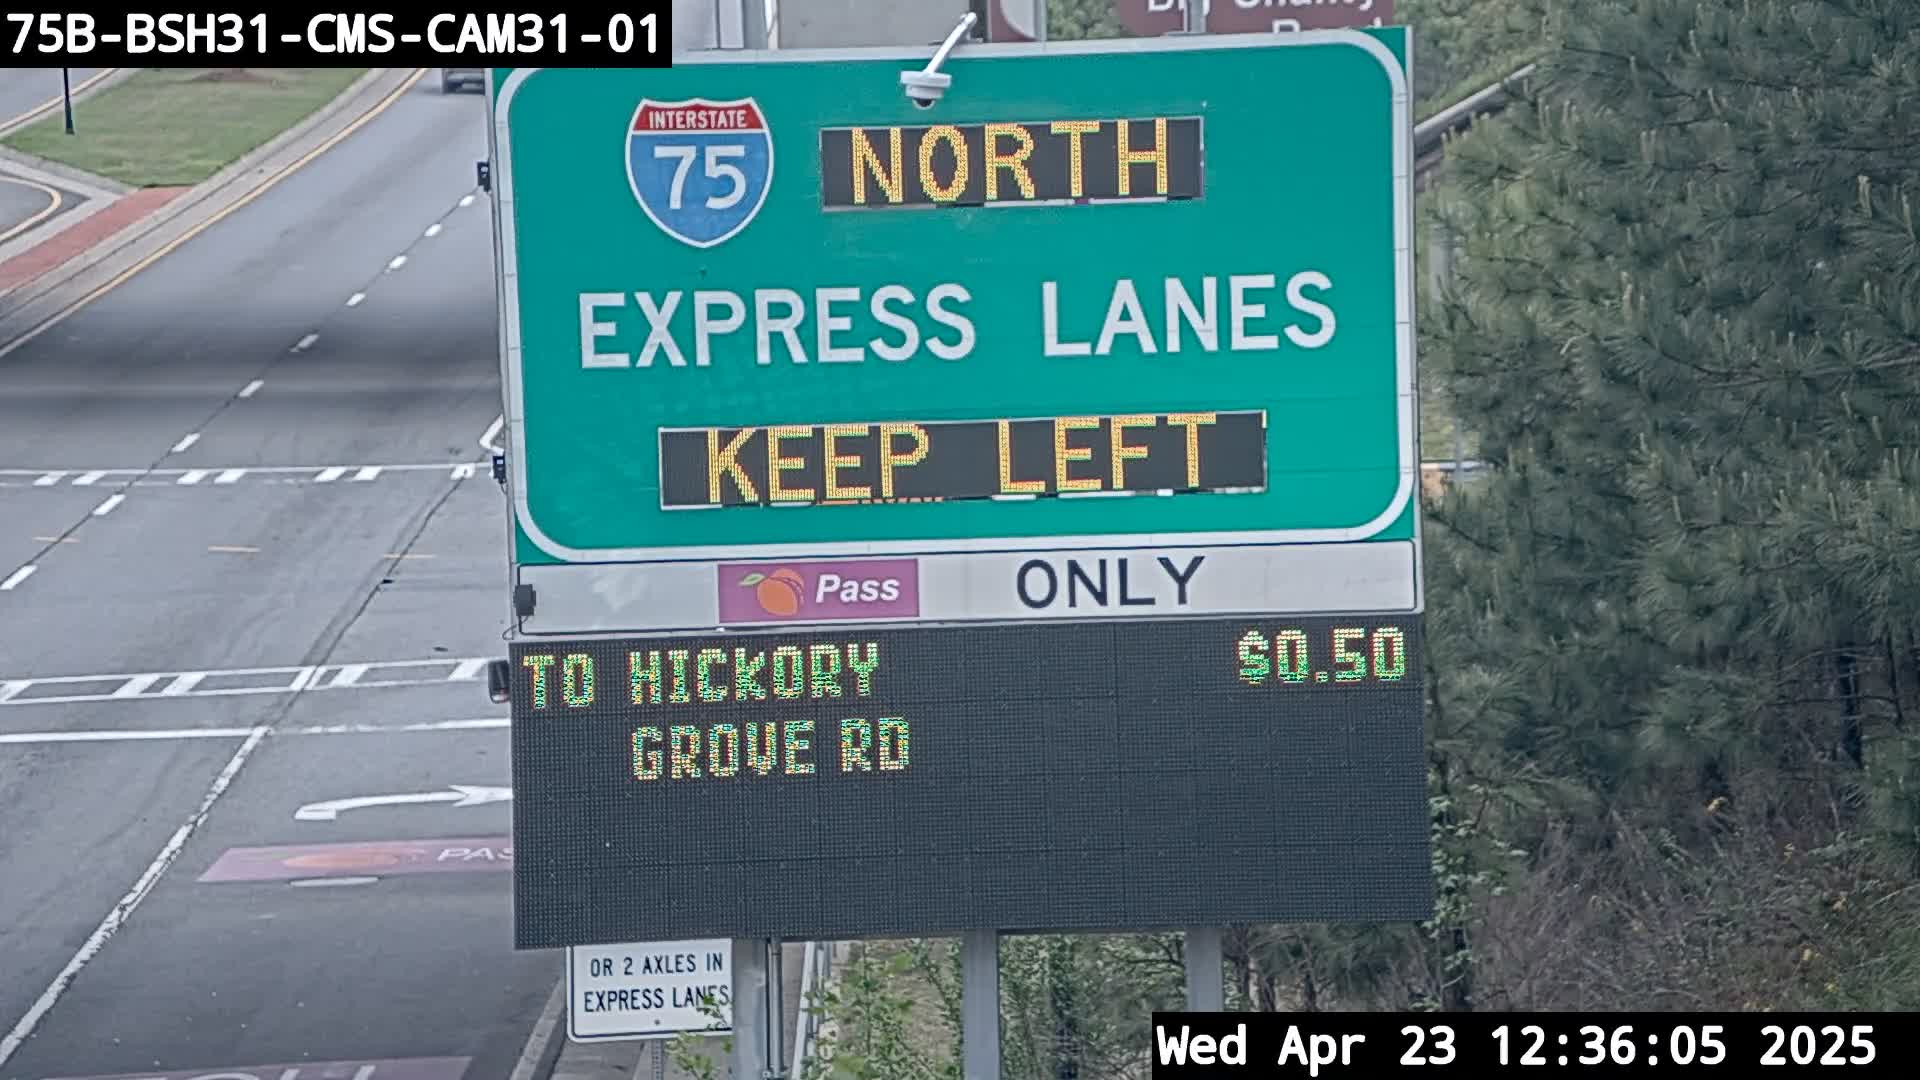 75B-BSH31-CMS-CAM31-01
INTERSTATE
75
NORTH
EXPRESS LANES
KEEP LEFT
Pass
ONLY
TO HICKORY $0.50
GROVE RD
OR 2 AXLES IN
EXPRESS LANES
Wed Apr 23 12:36:05 2025